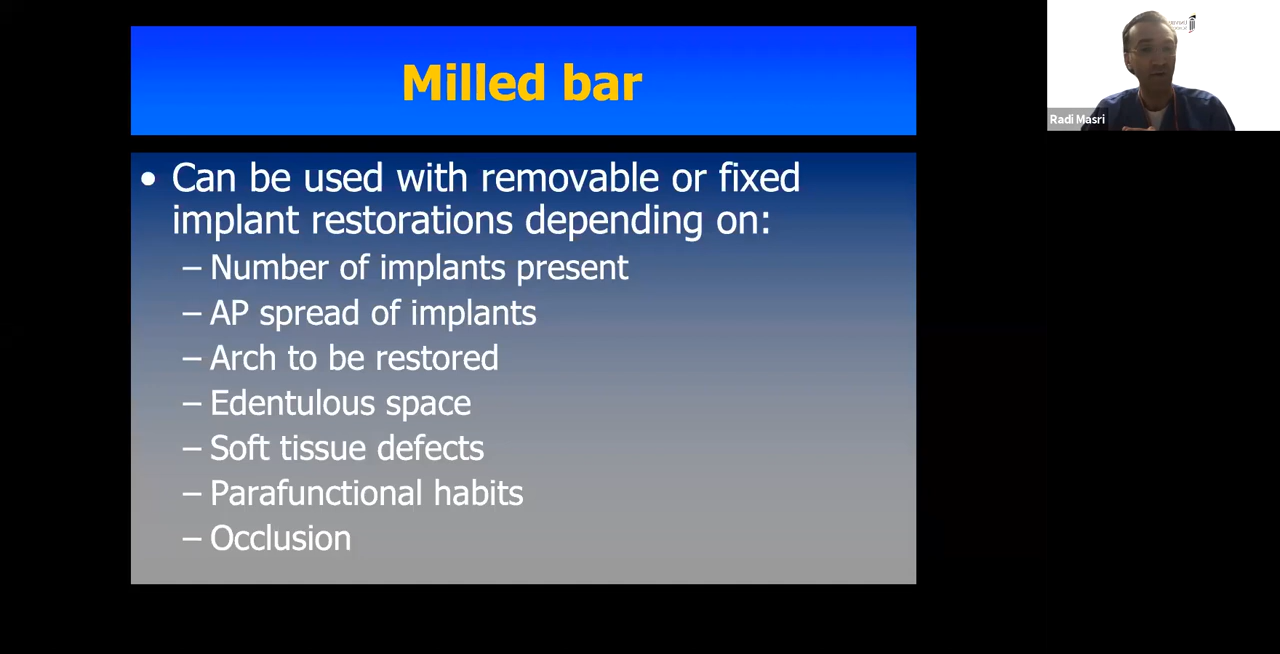 Milled bar
• Can be used with removable or fixed
implant restorations depending on:
– Number of implants present
– AP spread of implants
– Arch to be restored
– Edentulous space
– Soft tissue defects
– Parafunctional habits
– Occlusion
Radi Masri